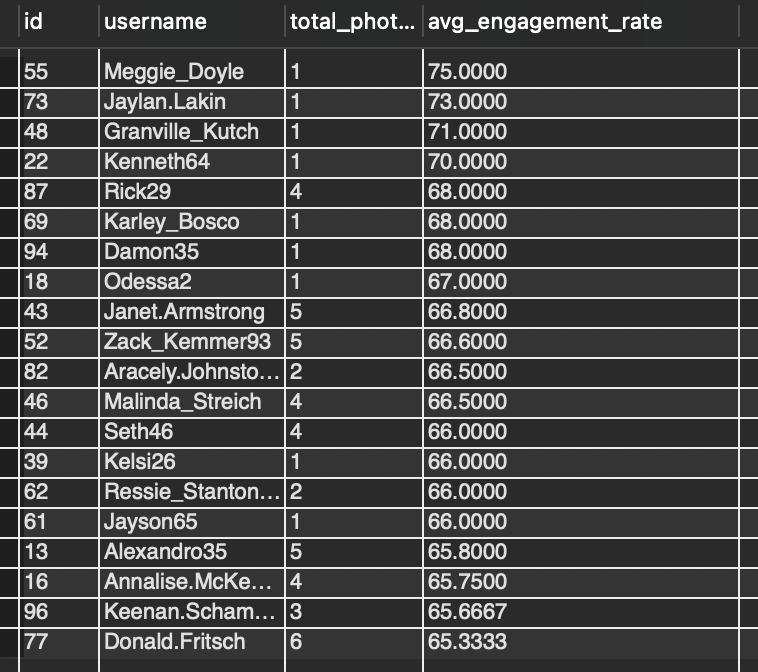 id username total_phot... avg_engagement_rate
55 Meggie_Doyle 1 75.0000
73 Jaylan.Lakin 1 73.0000
48 Granville_Kutch 1 71.0000
22 Kenneth64 1 70.0000
87 Rick29 4 68.0000
69 Karley_Bosco 1 68.0000
94 Damon35 1 68.0000
18 Odessa2 1 67.0000
43 Janet.Armstrong 5 66.8000
52 Zack_Kemmer93 5 66.6000
82 Aracely.Johnsto... 2 66.5000
46 Malinda_Streich 4 66.5000
44 Seth46 4 66.0000
39 Kelsi26 1 66.0000
62 Ressie_Stanton... 2 66.0000
61 Jayson65 1 66.0000
13 Alexandro35 5 65.8000
16 Annalise.McKe... 4 65.7500
96 Keenan.Scham... 3 65.6667
77 Donald.Fritsch 6 65.3333